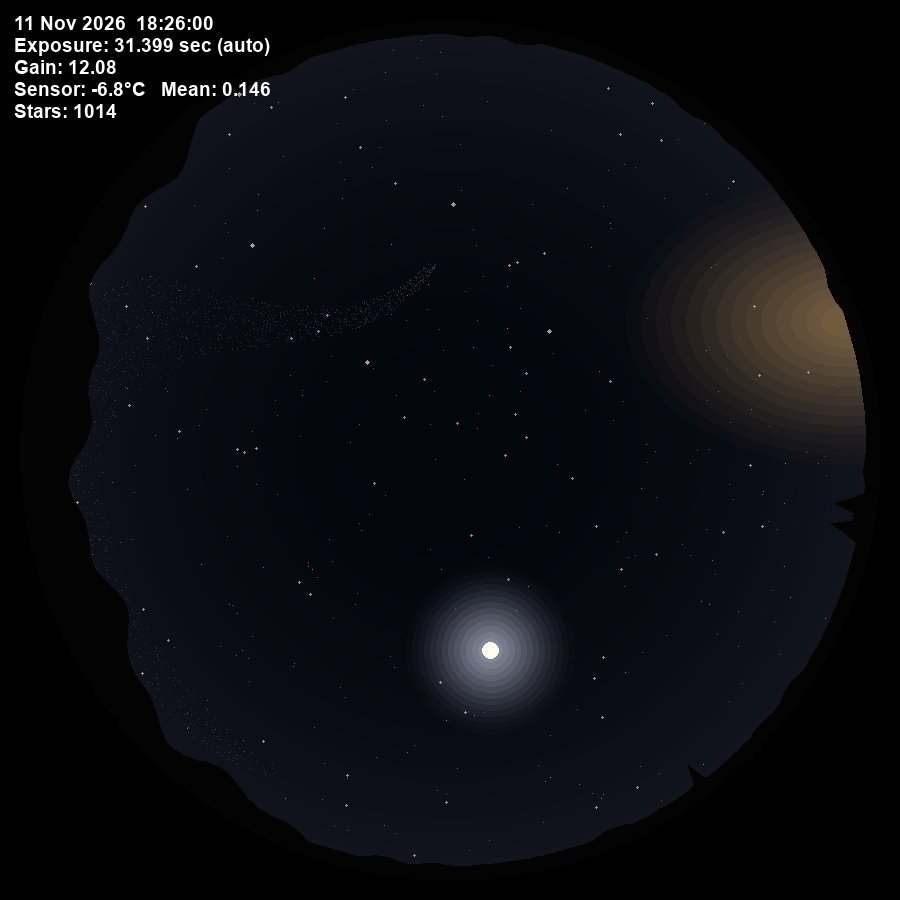 11 Nov 2026  18:26:00
Exposure: 31.399 sec (auto)
Gain: 12.08
Sensor: -6.8°C   Mean: 0.146
Stars: 1014